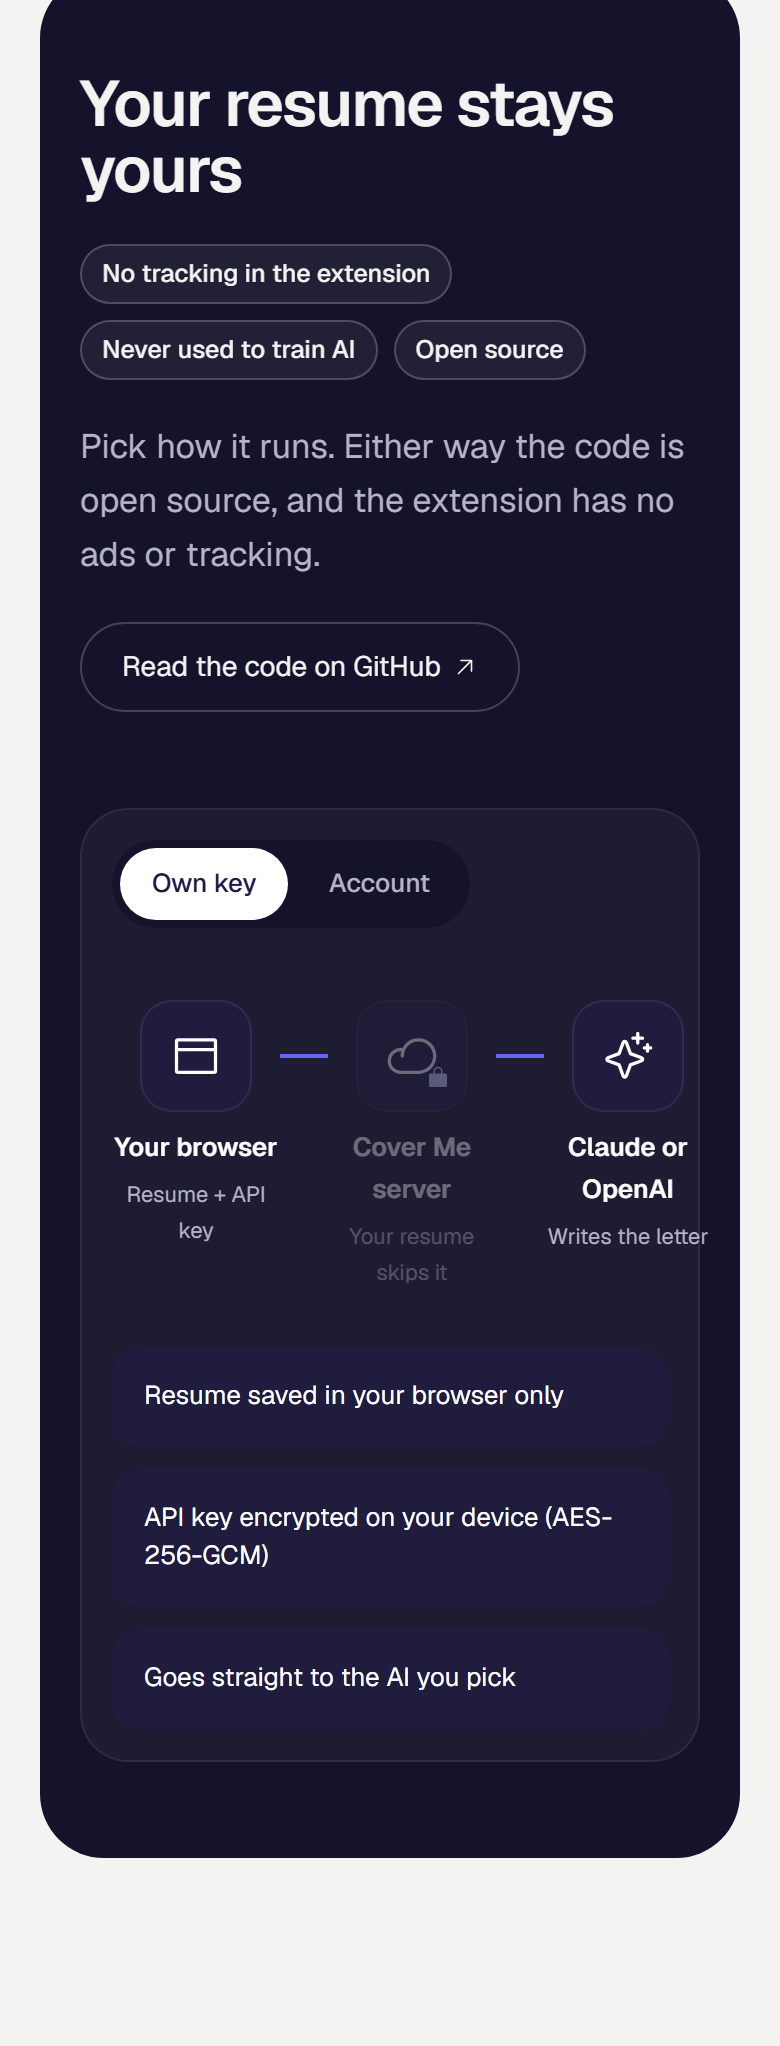 Your resume stays
yours
No tracking in the extension
Never used to train AI
Open source
Pick how it runs. Either way the code is
open source, and the extension has no
ads or tracking.
Read the code on GitHub ↗
Own key
Account
Your browser
Resume + API
key
Cover Me
server
Your resume
skips it
Claude or
OpenAI
Writes the letter
Resume saved in your browser only
API key encrypted on your device (AES-
256-GCM)
Goes straight to the AI you pick